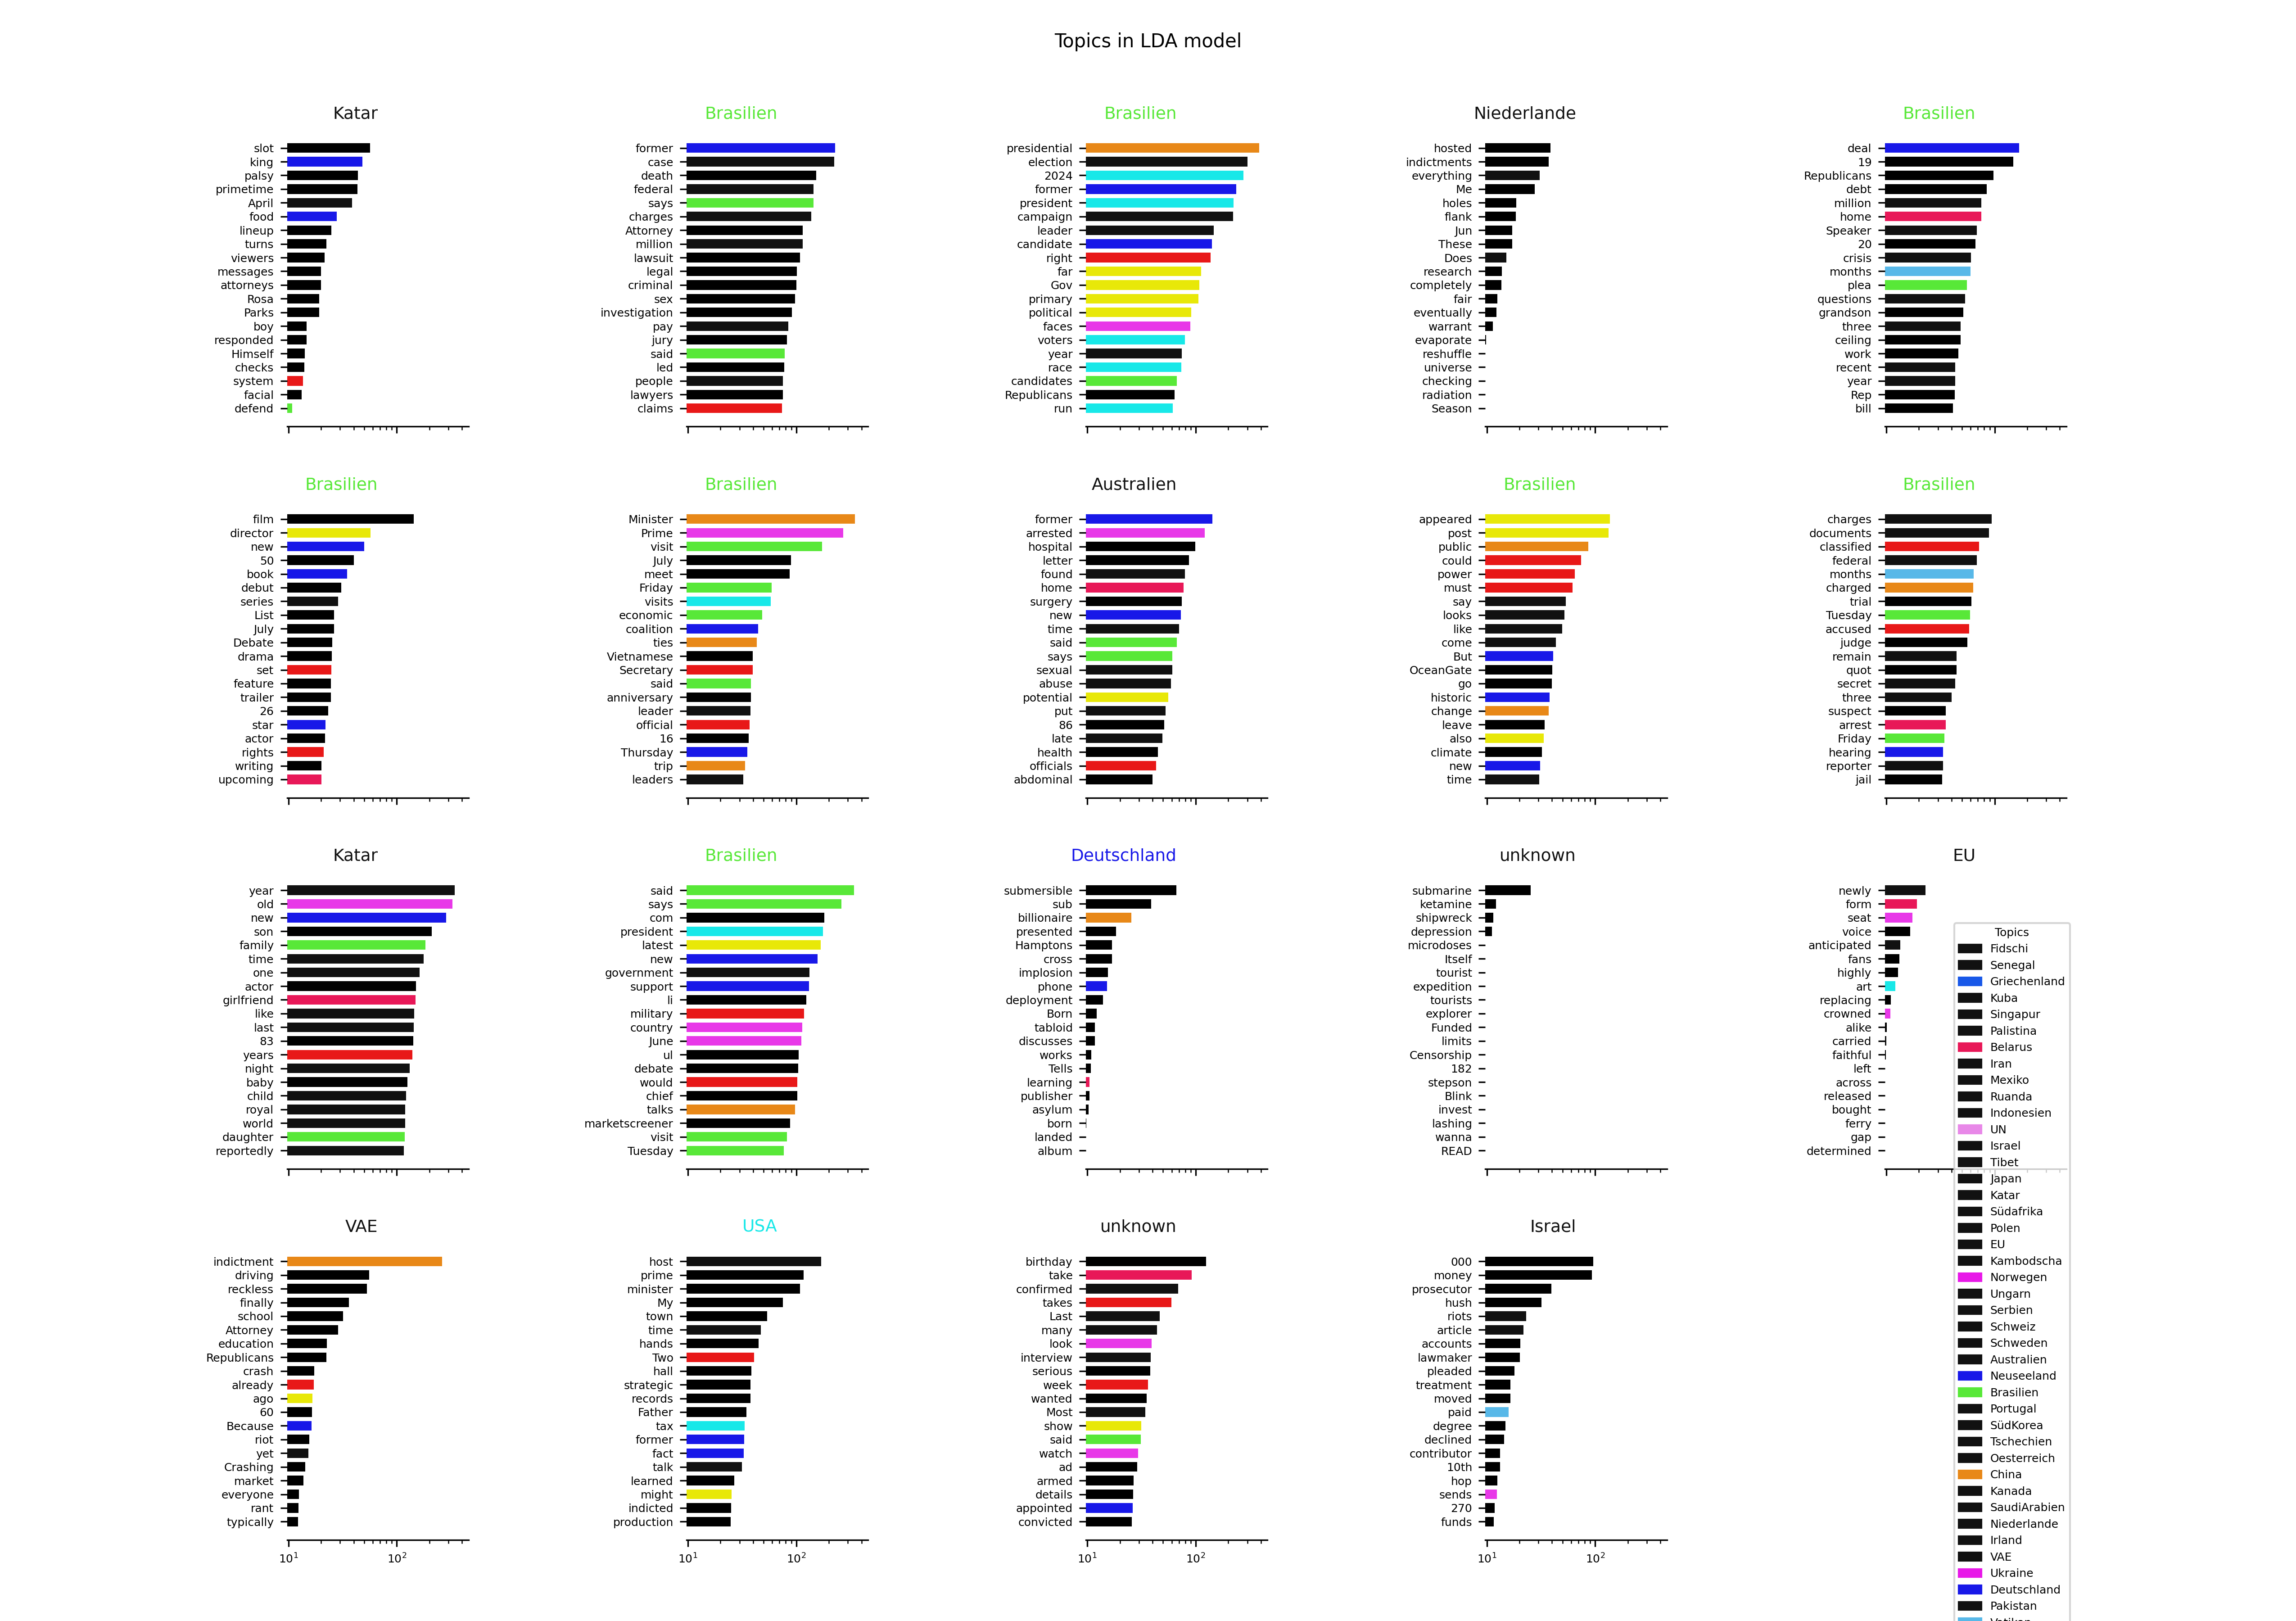 Topics in LDA model
Katar
slot
king
palsy
primetime
April
food
lineup
turns
viewers
messages
attorneys
Rosa
Parks
boy
responded
Himself
checks
system
facial
defend
Brasilien
former
case
death
federal
says
charges
Attorney
million
lawsuit
legal
criminal
sex
investigation
pay
jury
said
led
people
lawyers
claims
Brasilien
presidential
election
2024
former
president
campaign
leader
candidate
right
far
Gov
primary
political
faces
voters
year
race
candidates
Republicans
run
Niederlande
hosted
indictments
everything
Me
holes
flank
Jun
These
Does
research
completely
fair
eventually
warrant
evaporate
reshuffle
universe
checking
radiation
Season
Brasilien
deal
19
Republicans
debt
million
home
Speaker
20
crisis
months
plea
questions
grandson
three
ceiling
work
recent
year
Rep
bill
Brasilien
film
director
new
50
book
debut
series
List
July
Debate
drama
set
feature
trailer
26
star
actor
rights
writing
upcoming
Brasilien
Minister
Prime
visit
July
meet
Friday
visits
economic
coalition
ties
Vietnamese
Secretary
said
anniversary
leader
official
16
Thursday
trip
leaders
Australien
former
arrested
hospital
letter
found
home
surgery
new
time
said
says
sexual
abuse
potential
put
86
late
health
officials
abdominal
Brasilien
appeared
post
public
could
power
must
say
looks
like
come
But
OceanGate
go
historic
change
leave
also
climate
new
time
Brasilien
charges
documents
classified
federal
months
charged
trial
Tuesday
accused
judge
remain
quot
secret
three
suspect
arrest
Friday
hearing
reporter
jail
Katar
year
old
new
son
family
time
one
actor
girlfriend
like
last
83
years
night
baby
child
royal
world
daughter
reportedly
Brasilien
said
says
com
president
latest
new
government
support
li
military
country
June
ul
debate
would
chief
talks
marketscreener
visit
Tuesday
Deutschland
submersible
sub
billionaire
presented
Hamptons
cross
implosion
phone
deployment
Born
tabloid
discusses
works
Tells
learning
publisher
asylum
born
landed
album
unknown
submarine
ketamine
shipwreck
depression
microdoses
Itself
tourist
expedition
tourists
explorer
Funded
limits
Censorship
182
stepson
Blink
invest
lashing
wanna
READ
EU
newly
form
seat
voice
anticipated
fans
highly
art
replacing
crowned
alike
carried
faithful
left
across
released
bought
ferry
gap
determined
VAE
indictment
driving
reckless
finally
school
Attorney
education
Republicans
crash
already
ago
60
Because
riot
yet
Crashing
market
everyone
rant
typically
10¹ 10²
USA
host
prime
minister
My
town
time
hands
Two
hall
strategic
records
Father
tax
former
fact
talk
learned
might
indicted
production
10¹ 10²
unknown
birthday
take
confirmed
takes
Last
many
look
interview
serious
week
wanted
Most
show
said
watch
ad
armed
details
appointed
convicted
10¹ 10²
Israel
000
money
prosecutor
hush
riots
article
accounts
lawmaker
pleaded
treatment
moved
paid
degree
declined
contributor
10th
hop
sends
270
funds
10¹ 10²
Topics
Fidschi
Senegal
Griechenland
Kuba
Singapur
Palistina
Belarus
Iran
Mexiko
Ruanda
Indonesien
UN
Israel
Tibet
Japan
Katar
Südafrika
Polen
EU
Kambodscha
Norwegen
Ungarn
Serbien
Schweiz
Schweden
Australien
Neuseeland
Brasilien
Portugal
SüdKorea
Tschechien
Oesterreich
China
Kanada
SaudiArabien
Niederlande
Irland
VAE
Ukraine
Deutschland
Pakistan